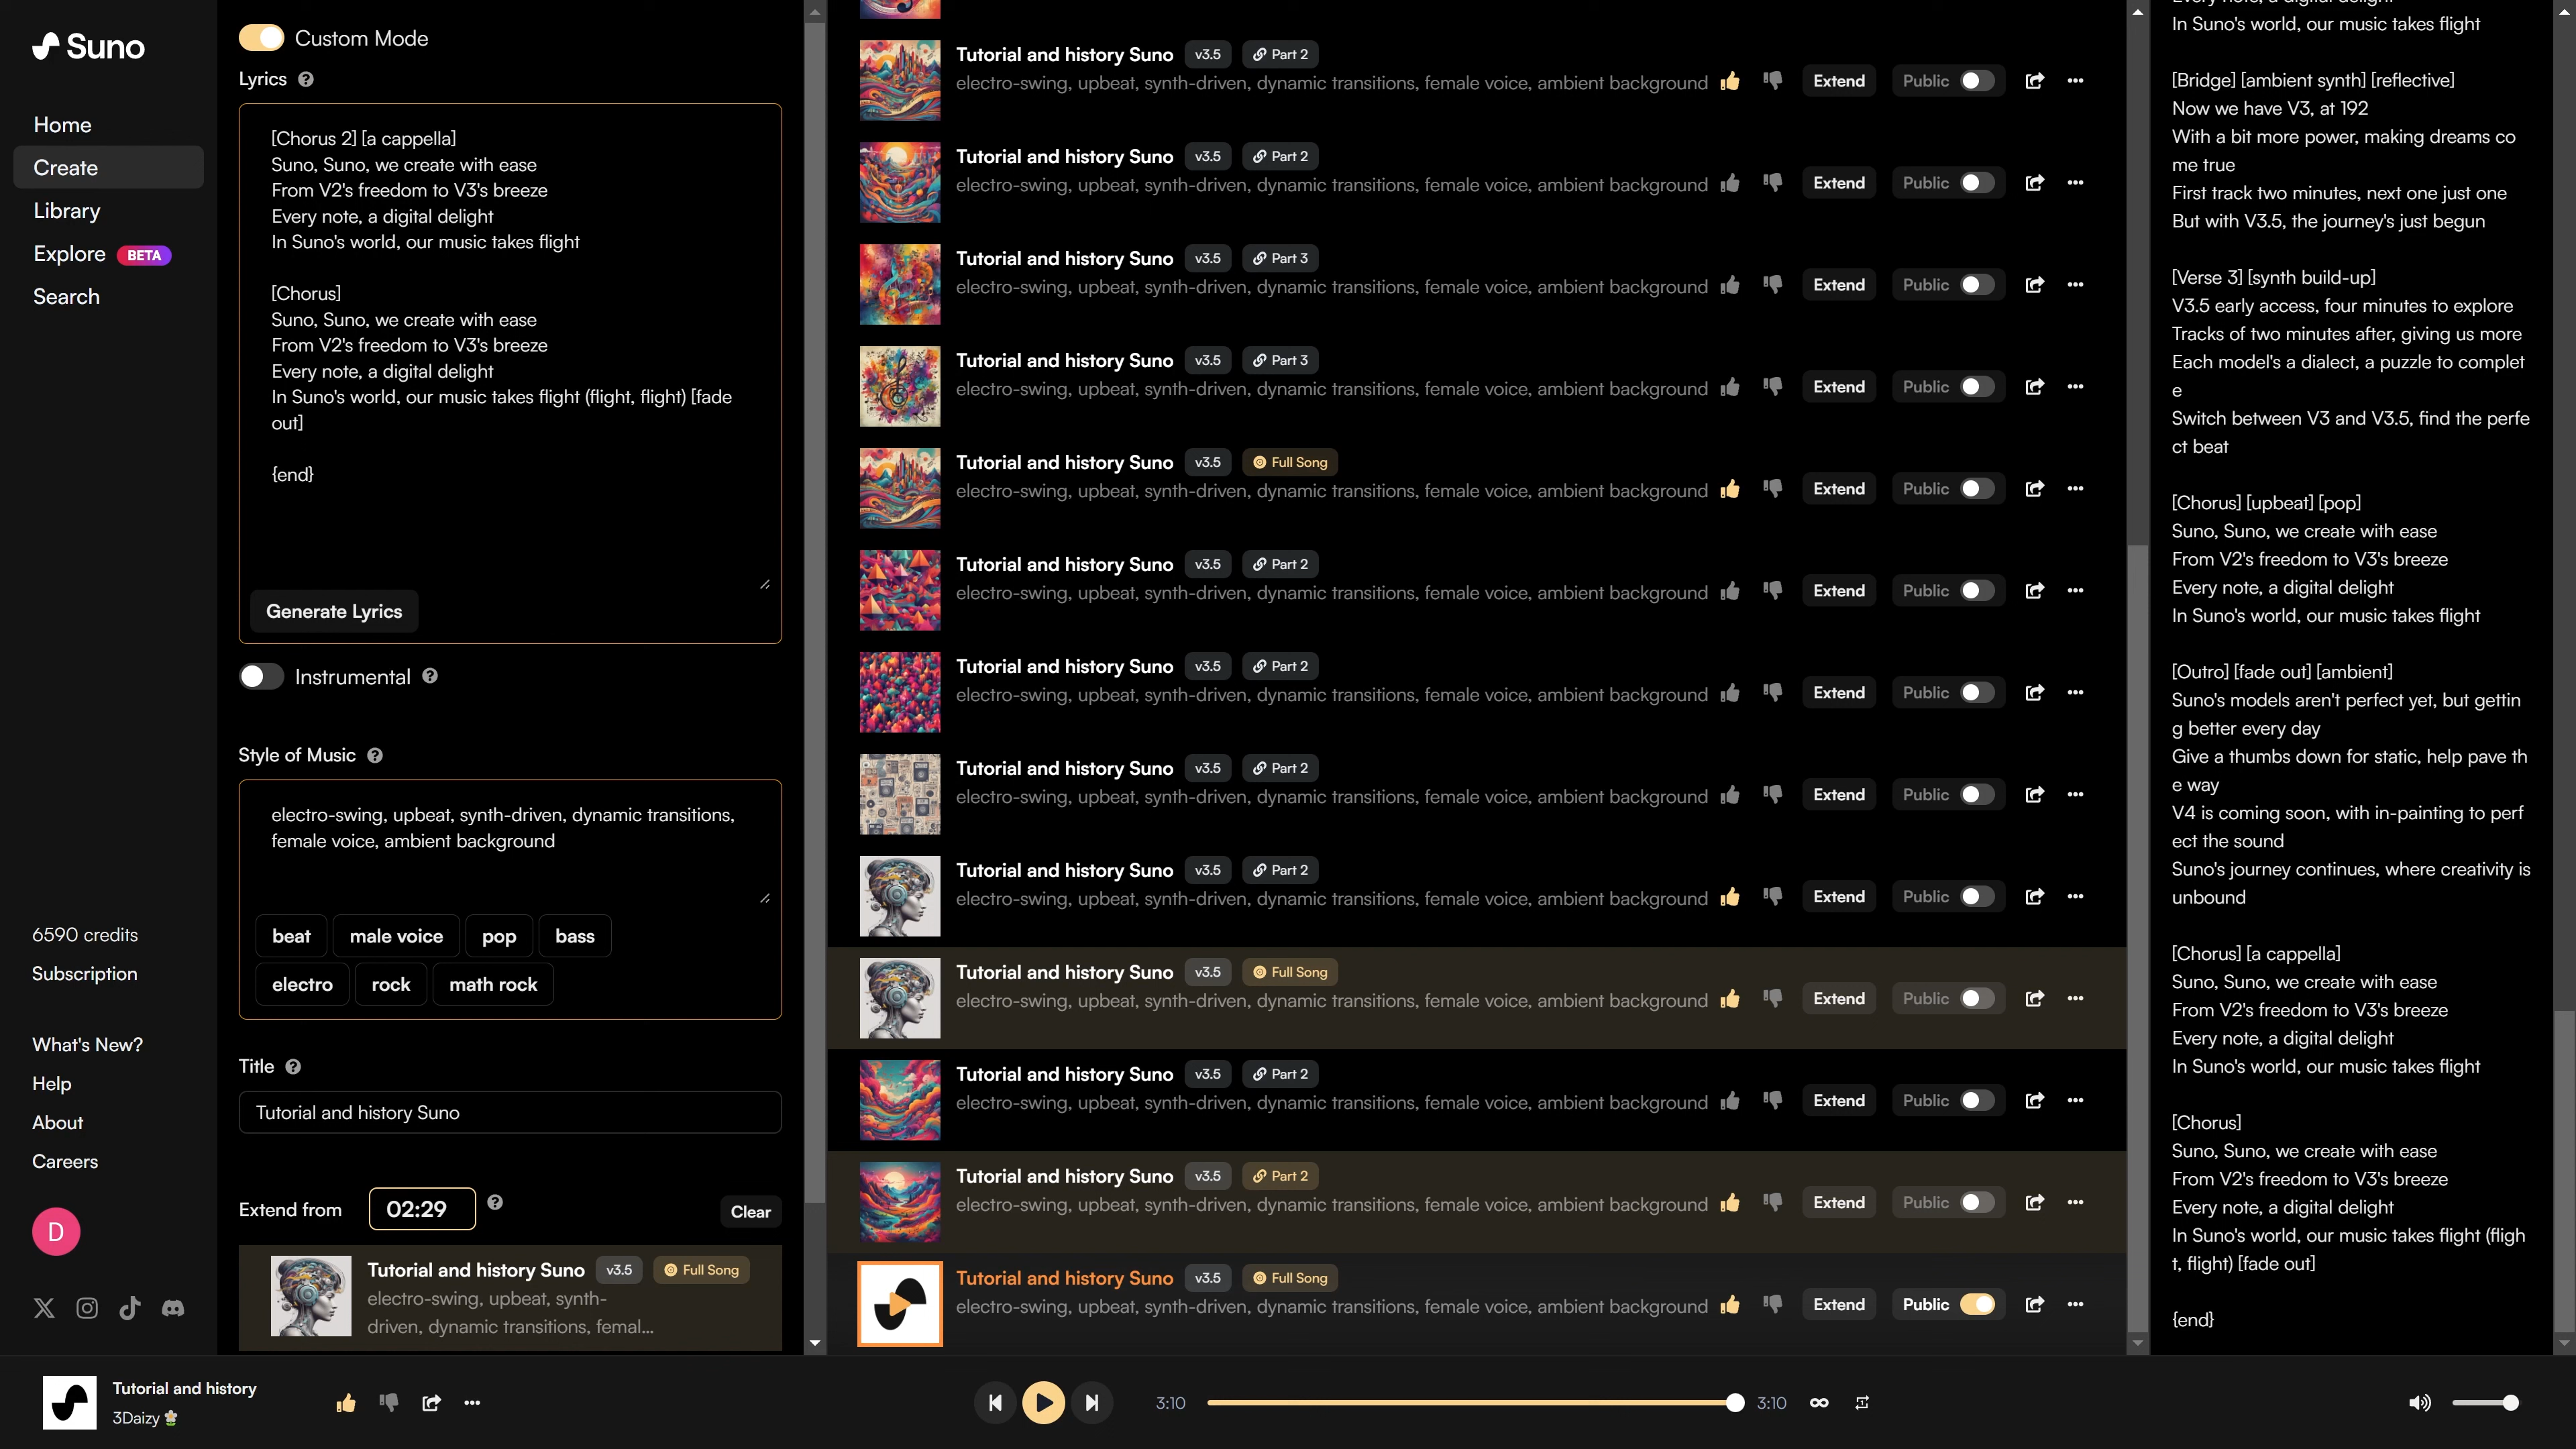 Suno
Home
Create
Library
Explore BETA
Search
6590 credits
Subscription
What's New?
Help
About
Careers
D
Custom Mode
Lyrics
[Chorus 2] [a cappella]
Suno, Suno, we create with ease
From V2's freedom to V3's breeze
Every note, a digital delight
In Suno's world, our music takes flight
[Chorus]
Suno, Suno, we create with ease
From V2's freedom to V3's breeze
Every note, a digital delight
In Suno's world, our music takes flight (flight, flight) [fade
out]
{end}
Generate Lyrics
Instrumental
Style of Music
electro-swing, upbeat, synth-driven, dynamic transitions,
female voice, ambient background
beat male voice pop bass
electro rock math rock
Title
Tutorial and history Suno
Extend from 02:29 Clear
Tutorial and history Suno v3.5 Full Song
electro-swing, upbeat, synth-
driven, dynamic transitions, femal...
Tutorial and history Suno v3.5 Part 2
electro-swing, upbeat, synth-driven, dynamic transitions, female voice, ambient background Extend Public
Tutorial and history Suno v3.5 Part 2
electro-swing, upbeat, synth-driven, dynamic transitions, female voice, ambient background Extend Public
Tutorial and history Suno v3.5 Part 3
electro-swing, upbeat, synth-driven, dynamic transitions, female voice, ambient background Extend Public
Tutorial and history Suno v3.5 Part 3
electro-swing, upbeat, synth-driven, dynamic transitions, female voice, ambient background Extend Public
Tutorial and history Suno v3.5 Full Song
electro-swing, upbeat, synth-driven, dynamic transitions, female voice, ambient background Extend Public
Tutorial and history Suno v3.5 Part 2
electro-swing, upbeat, synth-driven, dynamic transitions, female voice, ambient background Extend Public
Tutorial and history Suno v3.5 Part 2
electro-swing, upbeat, synth-driven, dynamic transitions, female voice, ambient background Extend Public
Tutorial and history Suno v3.5 Part 2
electro-swing, upbeat, synth-driven, dynamic transitions, female voice, ambient background Extend Public
Tutorial and history Suno v3.5 Part 2
electro-swing, upbeat, synth-driven, dynamic transitions, female voice, ambient background Extend Public
Tutorial and history Suno v3.5 Full Song
electro-swing, upbeat, synth-driven, dynamic transitions, female voice, ambient background Extend Public
Tutorial and history Suno v3.5 Part 2
electro-swing, upbeat, synth-driven, dynamic transitions, female voice, ambient background Extend Public
Tutorial and history Suno v3.5 Part 2
electro-swing, upbeat, synth-driven, dynamic transitions, female voice, ambient background Extend Public
Tutorial and history Suno v3.5 Full Song
electro-swing, upbeat, synth-driven, dynamic transitions, female voice, ambient background Extend Public
In Suno's world, our music takes flight
[Bridge] [ambient synth] [reflective]
Now we have V3, at 192
With a bit more power, making dreams co
me true
First track two minutes, next one just one
But with V3.5, the journey's just begun
[Verse 3] [synth build-up]
V3.5 early access, four minutes to explore
Tracks of two minutes after, giving us more
Each model's a dialect, a puzzle to complet
e
Switch between V3 and V3.5, find the perfe
ct beat
[Chorus] [upbeat] [pop]
Suno, Suno, we create with ease
From V2's freedom to V3's breeze
Every note, a digital delight
In Suno's world, our music takes flight
[Outro] [fade out] [ambient]
Suno's models aren't perfect yet, but gettin
g better every day
Give a thumbs down for static, help pave th
e way
V4 is coming soon, with in-painting to perf
ect the sound
Suno's journey continues, where creativity is
unbound
[Chorus] [a cappella]
Suno, Suno, we create with ease
From V2's freedom to V3's breeze
Every note, a digital delight
In Suno's world, our music takes flight
[Chorus]
Suno, Suno, we create with ease
From V2's freedom to V3's breeze
Every note, a digital delight
In Suno's world, our music takes flight (fligh
t, flight) [fade out]
{end}
Tutorial and history
3Daizy
3:10 3:10